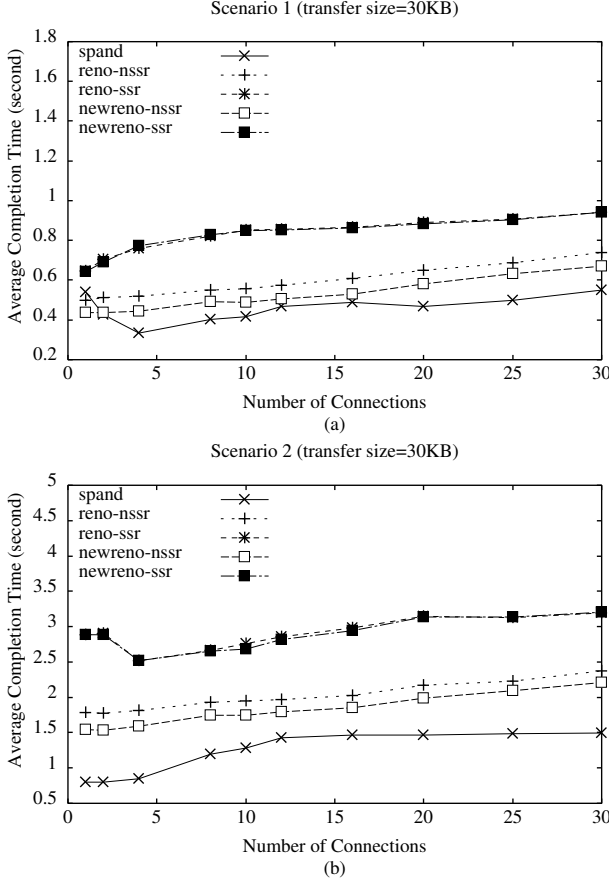 Scenario 1 (transfer size=30KB)
1.8
1.6
1.4
1.2
1
0.8
0.6
0.4
0.2
Average Completion Time (second)
spand
reno-nssr
reno-ssr
newreno-nssr
newreno-ssr
0 5 10 15 20 25 30
Number of Connections
(a)
Scenario 2 (transfer size=30KB)
5
4.5
4
3.5
3
2.5
2
1.5
1
0.5
Average Completion Time (second)
spand
reno-nssr
reno-ssr
newreno-nssr
newreno-ssr
0 5 10 15 20 25 30
Number of Connections
(b)